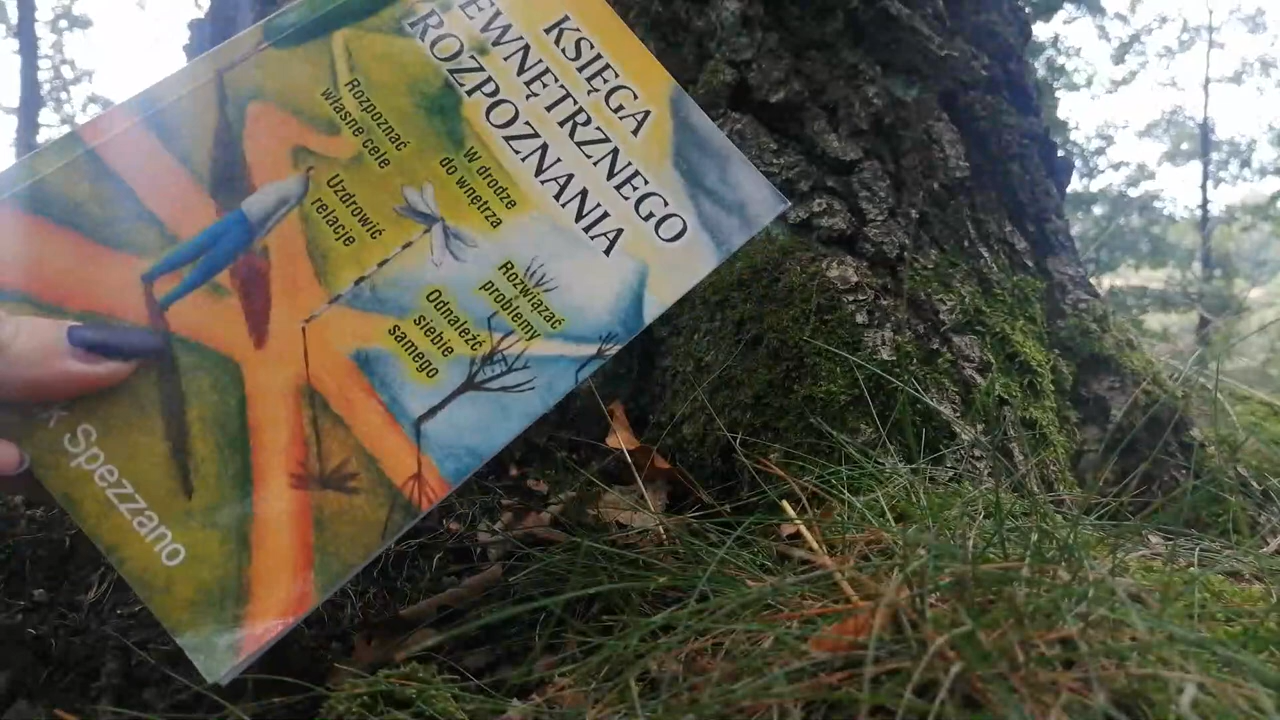 KSIĘGA
EWNĘTRZNEGO
ROZPOZNANIA
Rozpoznać
własne cele
W drodze
do wnętrza
Uzdrowić
relacje
Rozwiązać
problemy
Odnaleźć
siebie
samego
k Spezzano